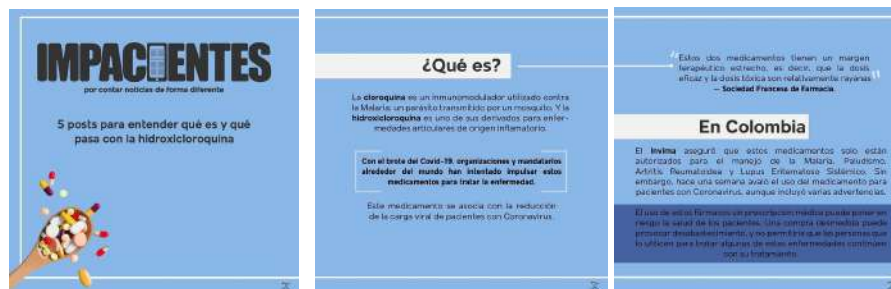 IMPACIENTES
por contar noticias de forma diferente
5 posts para entender qué es y qué
pasa con la hidroxicloroquina
¿Qué es?
La cloroquina es un inmunomodulador utilizado contra
la Malaria; un parásito transmitido por un mosquito. Y la
hidroxicloroquina es uno de sus derivados para enfer-
medades articulares de origen inflamatorio.
Con el brote del Covid-19, organizaciones y mandatarios
alrededor del mundo han intentado impulsar estos
medicamentos para tratar la enfermedad.
Este medicamento se asocia con la reducción
de la carga viral de pacientes con Coronavirus.
“Estos dos medicamentos tienen un margen
terapéutico estrecho, es decir, que la dosis
eficaz y la dosis tóxica son relativamente rayanas”
— Sociedad Francesa de Farmacia.
En Colombia
El Invima aseguró que estos medicamentos solo están
autorizados para el manejo de la Malaria, Paludismo,
Artritis Reumatoidea y Lupus Eritematoso Sistémico. Sin
embargo, hace una semana avaló el uso del medicamento para
pacientes con Coronavirus, aunque incluyó varias advertencias.
El uso de estos fármacos sin prescripción médica puede poner en
riesgo la salud de los pacientes. Una compra desmedida puede
provocar desabastecimiento, y no permitiría que las personas que
lo utilicen para tratar algunas de estas enfermedades continúen
con su tratamiento.